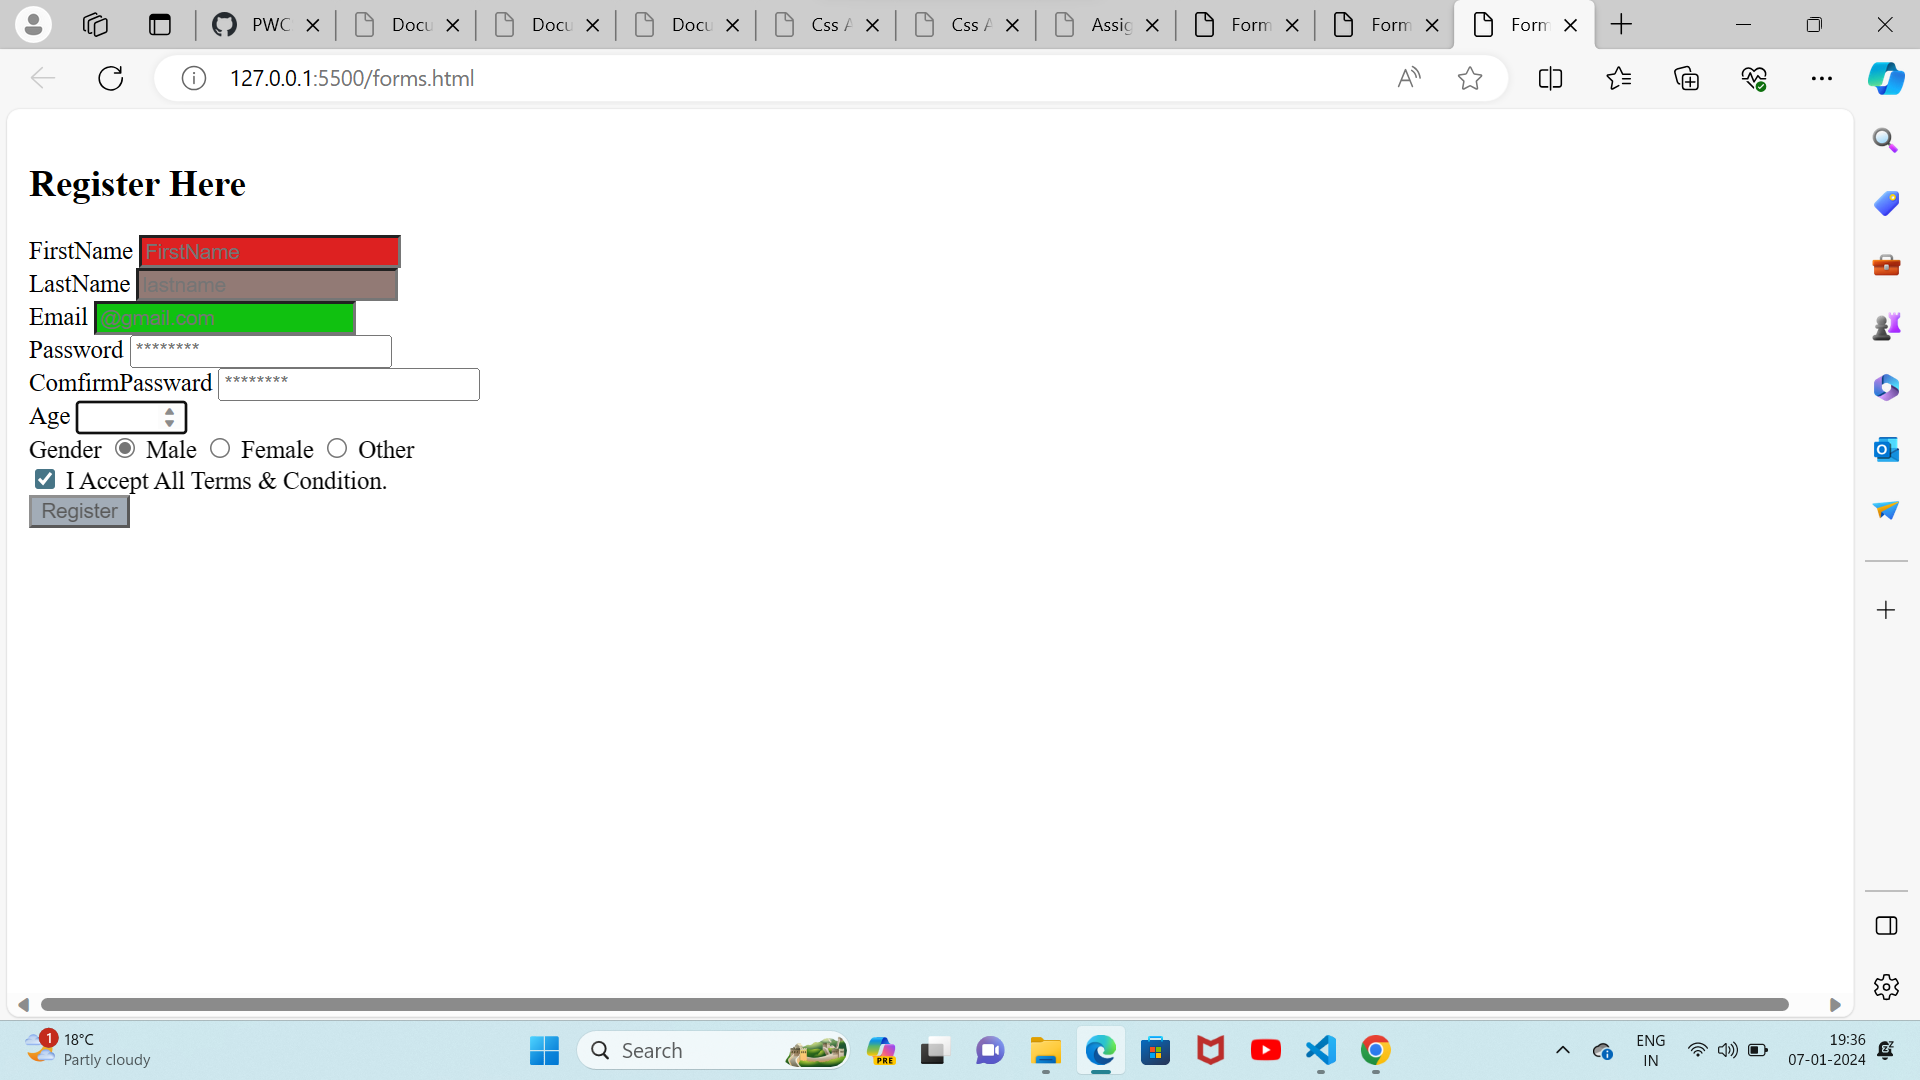 PWC
Docu
Docu
Docu
Css A
Css A
Assig
Form
Form
Form
127.0.0.1:5500/forms.html
Register Here
FirstName FirstName
LastName lastname
Email @gmail.com
Password ********
ComfirmPassward ********
Age
Gender Male Female Other
I Accept All Terms & Condition.
Register
1
18°C
Partly cloudy
Search
PRE
ENG
IN
19:36
07-01-2024